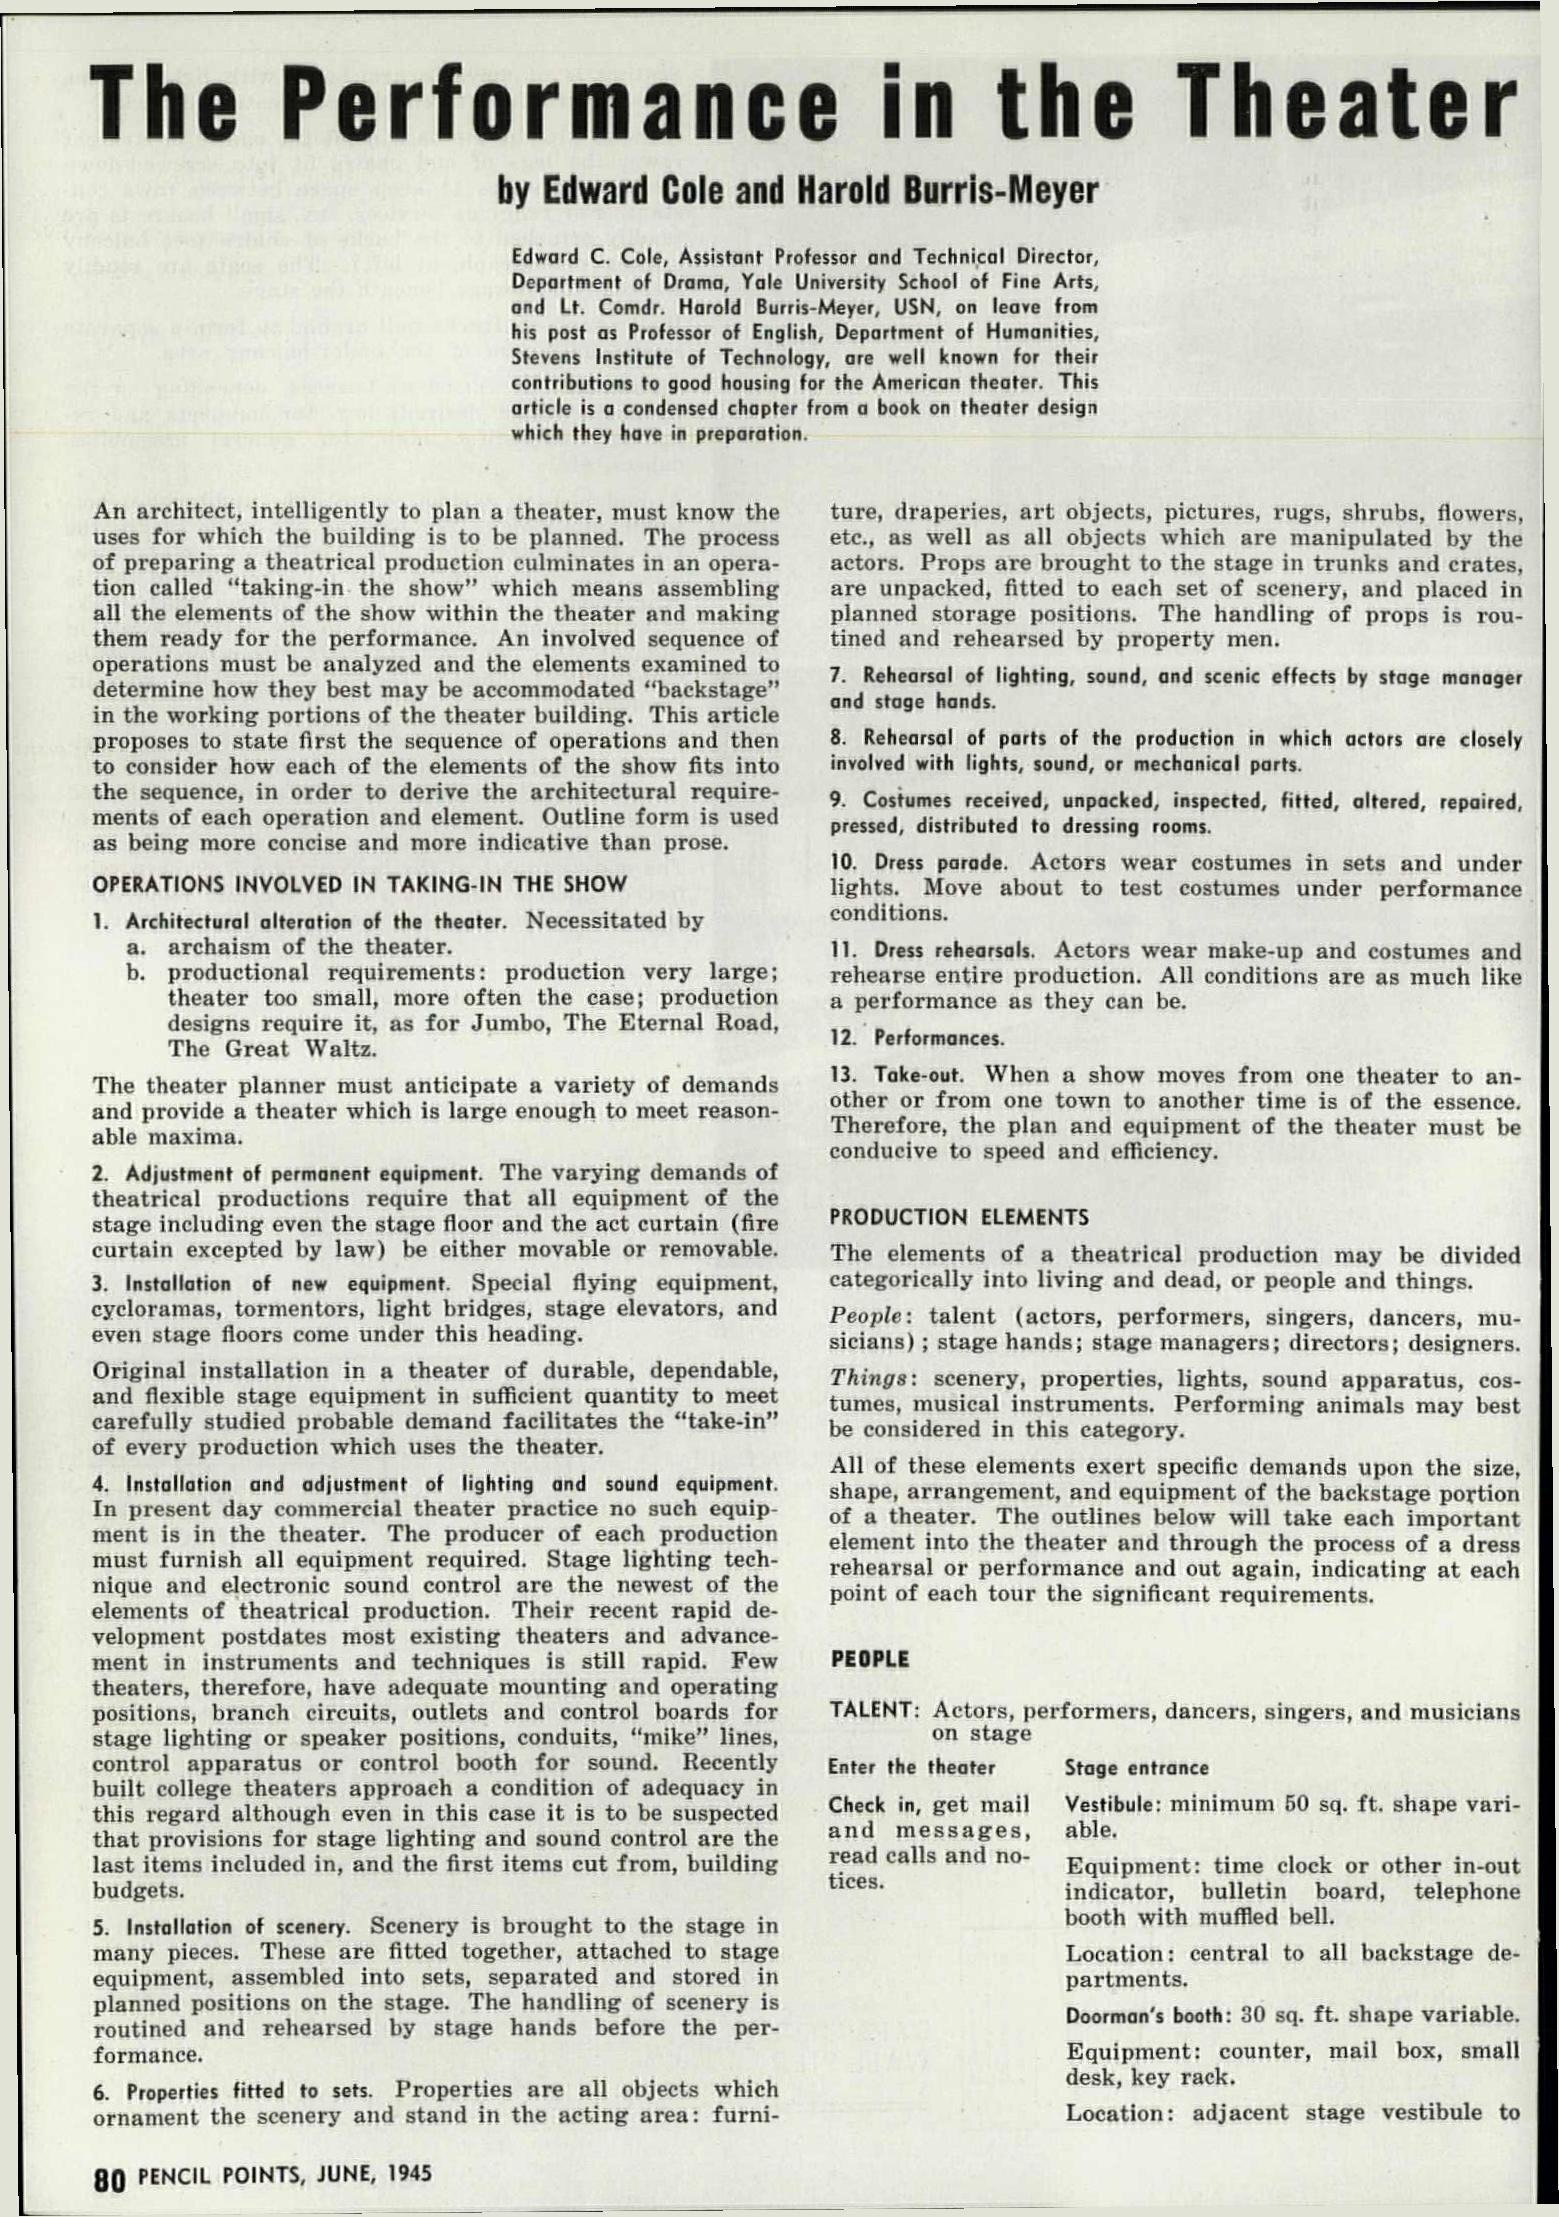 The Performance in the Theater
by Edward Cole and Harold Burris-Meyer
Edward C. Cole, Assistant Professor and Technical Director,
Department of Drama, Yale University School of Fine Arts,
and Lt. Comdr. Harold Burris-Meyer, USN, on leave from
his post as Professor of English, Department of Humanities,
Stevens Institute of Technology, are well known for their
contributions to good housing for the American theater. This
article is a condensed chapter from a book on theater design
which they have in preparation.
An architect, intelligently to plan a theater, must know the
uses for which the building is to be planned. The process
of preparing a theatrical production culminates in an opera-
tion called “taking-in the show” which means assembling
all the elements of the show within the theater and making
them ready for the performance. An involved sequence of
operations must be analyzed and the elements examined to
determine how they best may be accommodated “backstage”
in the working portions of the theater building. This article
proposes to state first the sequence of operations and then
to consider how each of the elements of the show fits into
the sequence, in order to derive the architectural require-
ments of each operation and element. Outline form is used
as being more concise and more indicative than prose.
OPERATIONS INVOLVED IN TAKING-IN THE SHOW
1. Architectural alteration of the theater. Necessitated by
a. archaism of the theater.
b. productional requirements: production very large;
theater too small, more often the case; production
designs require it, as for Jumbo, The Eternal Road,
The Great Waltz.
The theater planner must anticipate a variety of demands
and provide a theater which is large enough to meet reason-
able maxima.
2. Adjustment of permanent equipment. The varying demands of
theatrical productions require that all equipment of the
stage including even the stage floor and the act curtain (fire
curtain excepted by law) be either movable or removable.
3. Installation of new equipment. Special flying equipment,
cycloramas, tormentors, light bridges, stage elevators, and
even stage floors come under this heading.
Original installation in a theater of durable, dependable,
and flexible stage equipment in sufficient quantity to meet
carefully studied probable demand facilitates the “take-in”
of every production which uses the theater.
4. Installation and adjustment of lighting and sound equipment.
In present day commercial theater practice no such equip-
ment is in the theater. The producer of each production
must furnish all equipment required. Stage lighting tech-
nique and electronic sound control are the newest of the
elements of theatrical production. Their recent rapid de-
velopment postdates most existing theaters and advance-
ment in instruments and techniques is still rapid. Few
theaters, therefore, have adequate mounting and operating
positions, branch circuits, outlets and control boards for
stage lighting or speaker positions, conduits, “mike” lines,
control apparatus or control booth for sound. Recently
built college theaters approach a condition of adequacy in
this regard although even in this case it is to be suspected
that provisions for stage lighting and sound control are the
last items included in, and the first items cut from, building
budgets.
5. Installation of scenery. Scenery is brought to the stage in
many pieces. These are fitted together, attached to stage
equipment, assembled into sets, separated and stored in
planned positions on the stage. The handling of scenery is
routined and rehearsed by stage hands before the per-
formance.
6. Properties fitted to sets. Properties are all objects which
ornament the scenery and stand in the acting area: furni-
ture, draperies, art objects, pictures, rugs, shrubs, flowers,
etc., as well as all objects which are manipulated by the
actors. Props are brought to the stage in trunks and crates,
are unpacked, fitted to each set of scenery, and placed in
planned storage positions. The handling of props is rou-
tined and rehearsed by property men.
7. Rehearsal of lighting, sound, and scenic effects by stage manager
and stage hands.
8. Rehearsal of parts of the production in which actors are closely
involved with lights, sound, or mechanical parts.
9. Costumes received, unpacked, inspected, fitted, altered, repaired,
pressed, distributed to dressing rooms.
10. Dress parade. Actors wear costumes in sets and under
lights. Move about to test costumes under performance
conditions.
11. Dress rehearsals. Actors wear make-up and costumes and
rehearse entire production. All conditions are as much like
a performance as they can be.
12. Performances.
13. Take-out. When a show moves from one theater to an-
other or from one town to another time is of the essence.
Therefore, the plan and equipment of the theater must be
conducive to speed and efficiency.
PRODUCTION ELEMENTS
The elements of a theatrical production may be divided
categorically into living and dead, or people and things.
People: talent (actors, performers, singers, dancers, mu-
sicians) ; stage hands; stage managers; directors; designers.
Things: scenery, properties, lights, sound apparatus, cos-
tumes, musical instruments. Performing animals may best
be considered in this category.
All of these elements exert specific demands upon the size,
shape, arrangement, and equipment of the backstage portion
of a theater. The outlines below will take each important
element into the theater and through the process of a dress
rehearsal or performance and out again, indicating at each
point of each tour the significant requirements.
PEOPLE
TALENT: Actors, performers, dancers, singers, and musicians
on stage
Enter the theater
Check in, get mail
and messages,
read calls and no-
tices.
Stage entrance
Vestibule: minimum 50 sq. ft. shape vari-
able.
Equipment: time clock or other in-out
indicator, bulletin board, telephone
booth with muffled bell.
Location: central to all backstage de-
partments.
Doorman's booth: 30 sq. ft. shape variable.
Equipment: counter, mail box, small
desk, key rack.
Location: adjacent stage vestibule to
80 PENCIL POINTS, JUNE, 1945